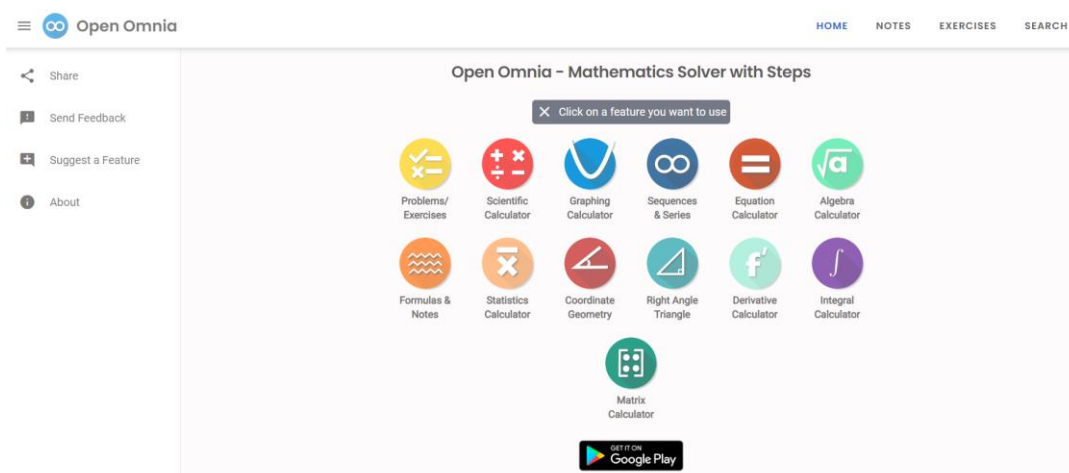 Open Omnia
HOME NOTES EXERCISES SEARCH
Share
Send Feedback
Suggest a Feature
About
Open Omnia - Mathematics Solver with Steps
Click on a feature you want to use
Problems/
Exercises
Scientific
Calculator
Graphing
Calculator
Sequences
& Series
Equation
Calculator
√a
Algebra
Calculator
Formulas &
Notes
x̅
Statistics
Calculator
Coordinate
Geometry
Right Angle
Triangle
f'
Derivative
Calculator
∫
Integral
Calculator
Matrix
Calculator
GET IT ON
Google Play